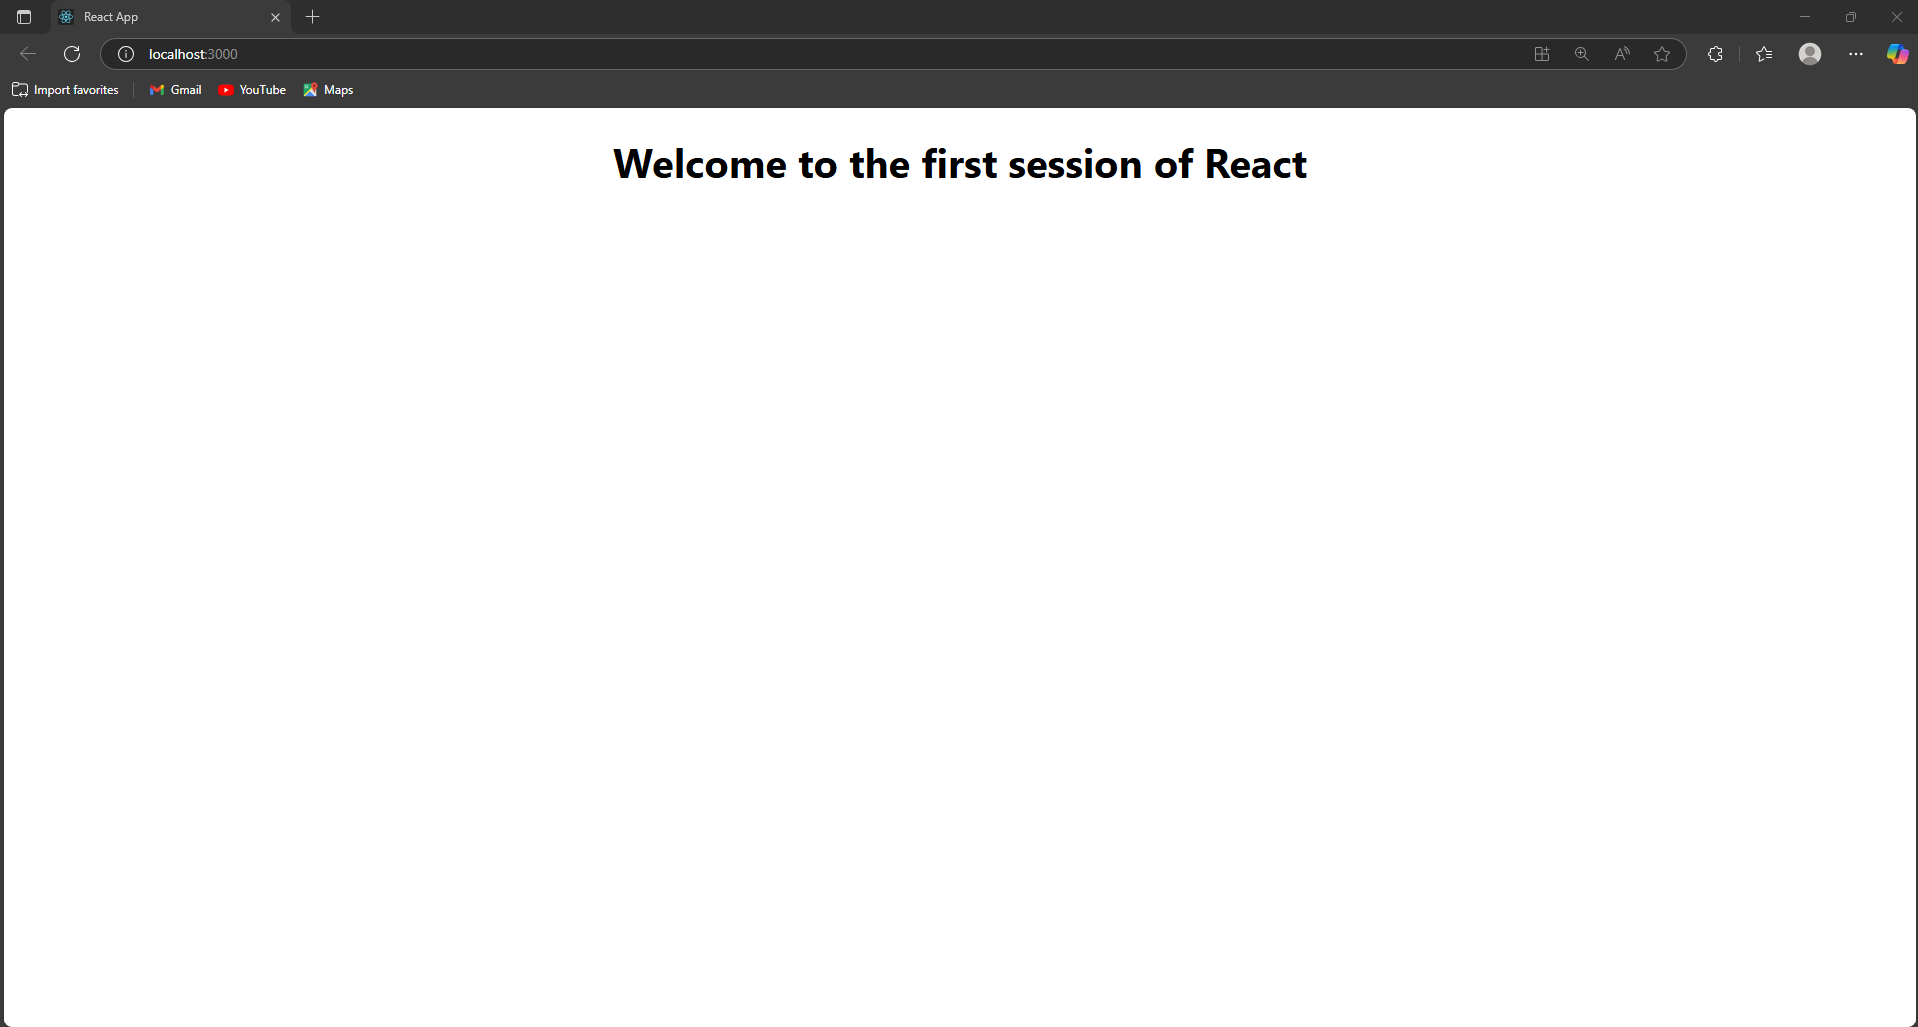 React App
localhost:3000
Import favorites Gmail YouTube Maps
Welcome to the first session of React